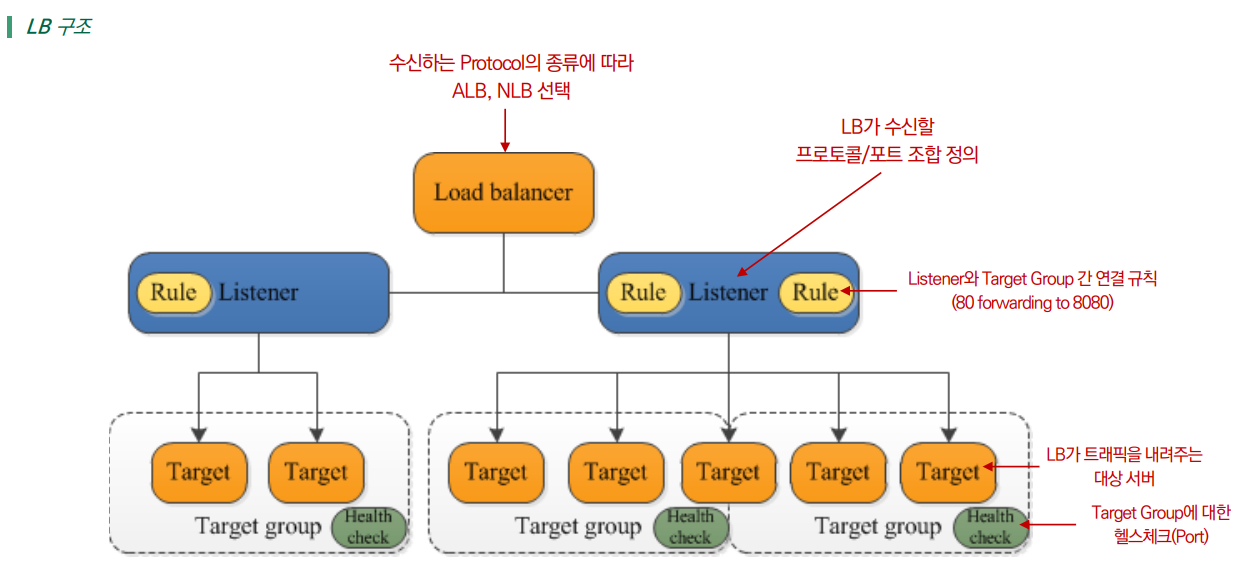 LB 구조
수신하는 Protocol의 종류에 따라
ALB, NLB 선택
LB가 수신할
프로토콜/포트 조합 정의
Load balancer
Rule Listener
Rule Listener Rule
Listener와 Target Group 간 연결 규칙
(80 forwarding to 8080)
Target Target
Target group
Health
check
Target Target Target Target Target
Target group
Health
check
Target group
Health
check
LB가 트래픽을 내려주는
대상 서버
Target Group에 대한
헬스체크(Port)